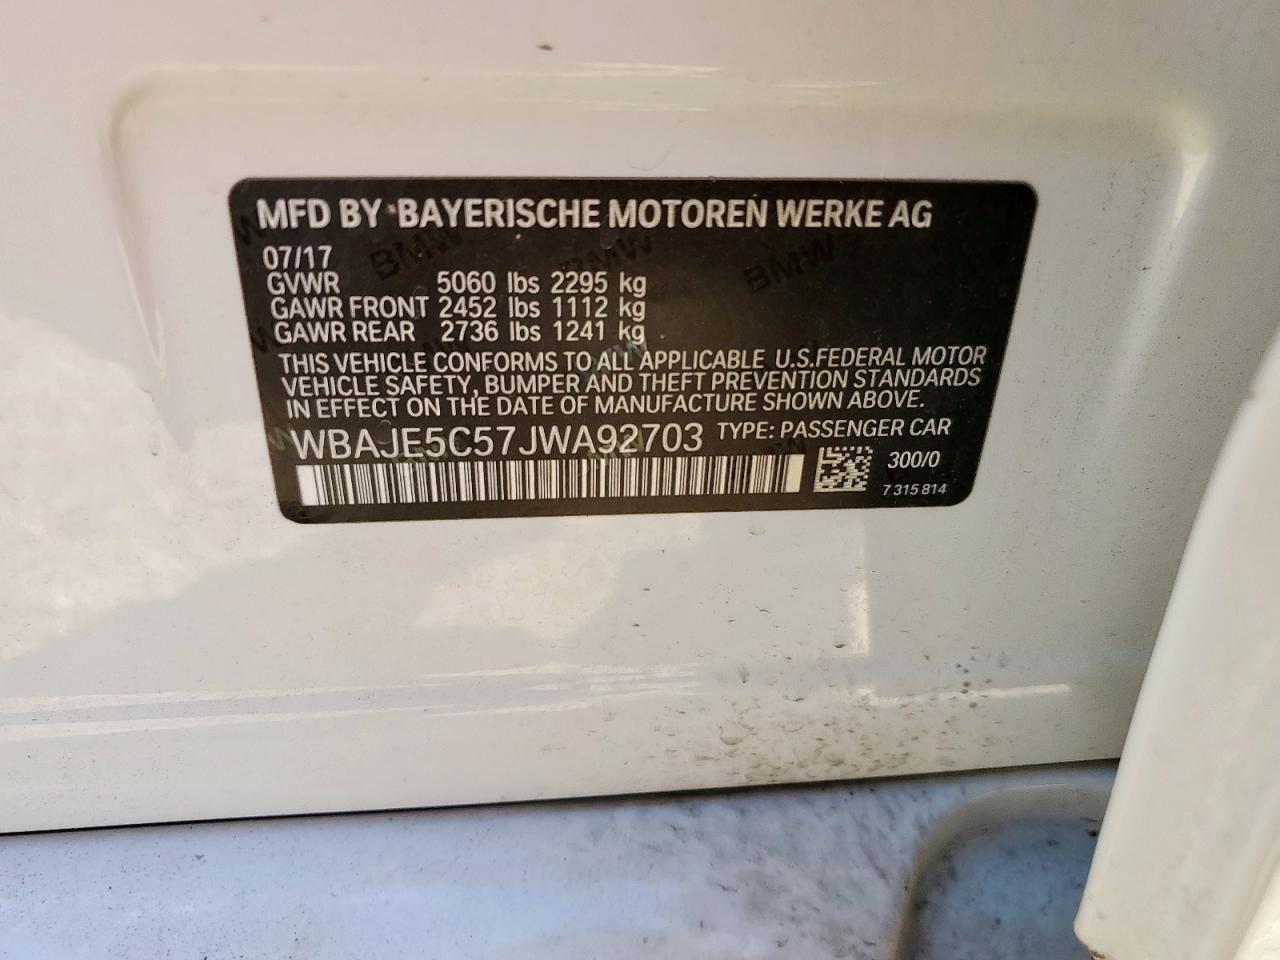 MFD BY BAYERISCHE MOTOREN WERKE AG
07/17
GVWR 5060 lbs 2295 kg
GAWR FRONT 2452 lbs 1112 kg
GAWR REAR 2736 lbs 1241 kg
THIS VEHICLE CONFORMS TO ALL APPLICABLE U.S.FEDERAL MOTOR
VEHICLE SAFETY, BUMPER AND THEFT PREVENTION STANDARDS
IN EFFECT ON THE DATE OF MANUFACTURE SHOWN ABOVE.
WBAJE5C57JWA92703 TYPE: PASSENGER CAR
300/0
7 315 814